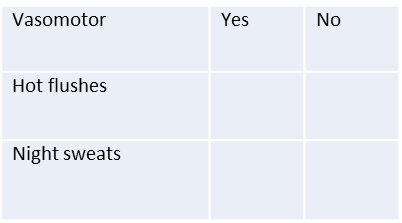 Vasomotor Yes No
Hot flushes
Night sweats